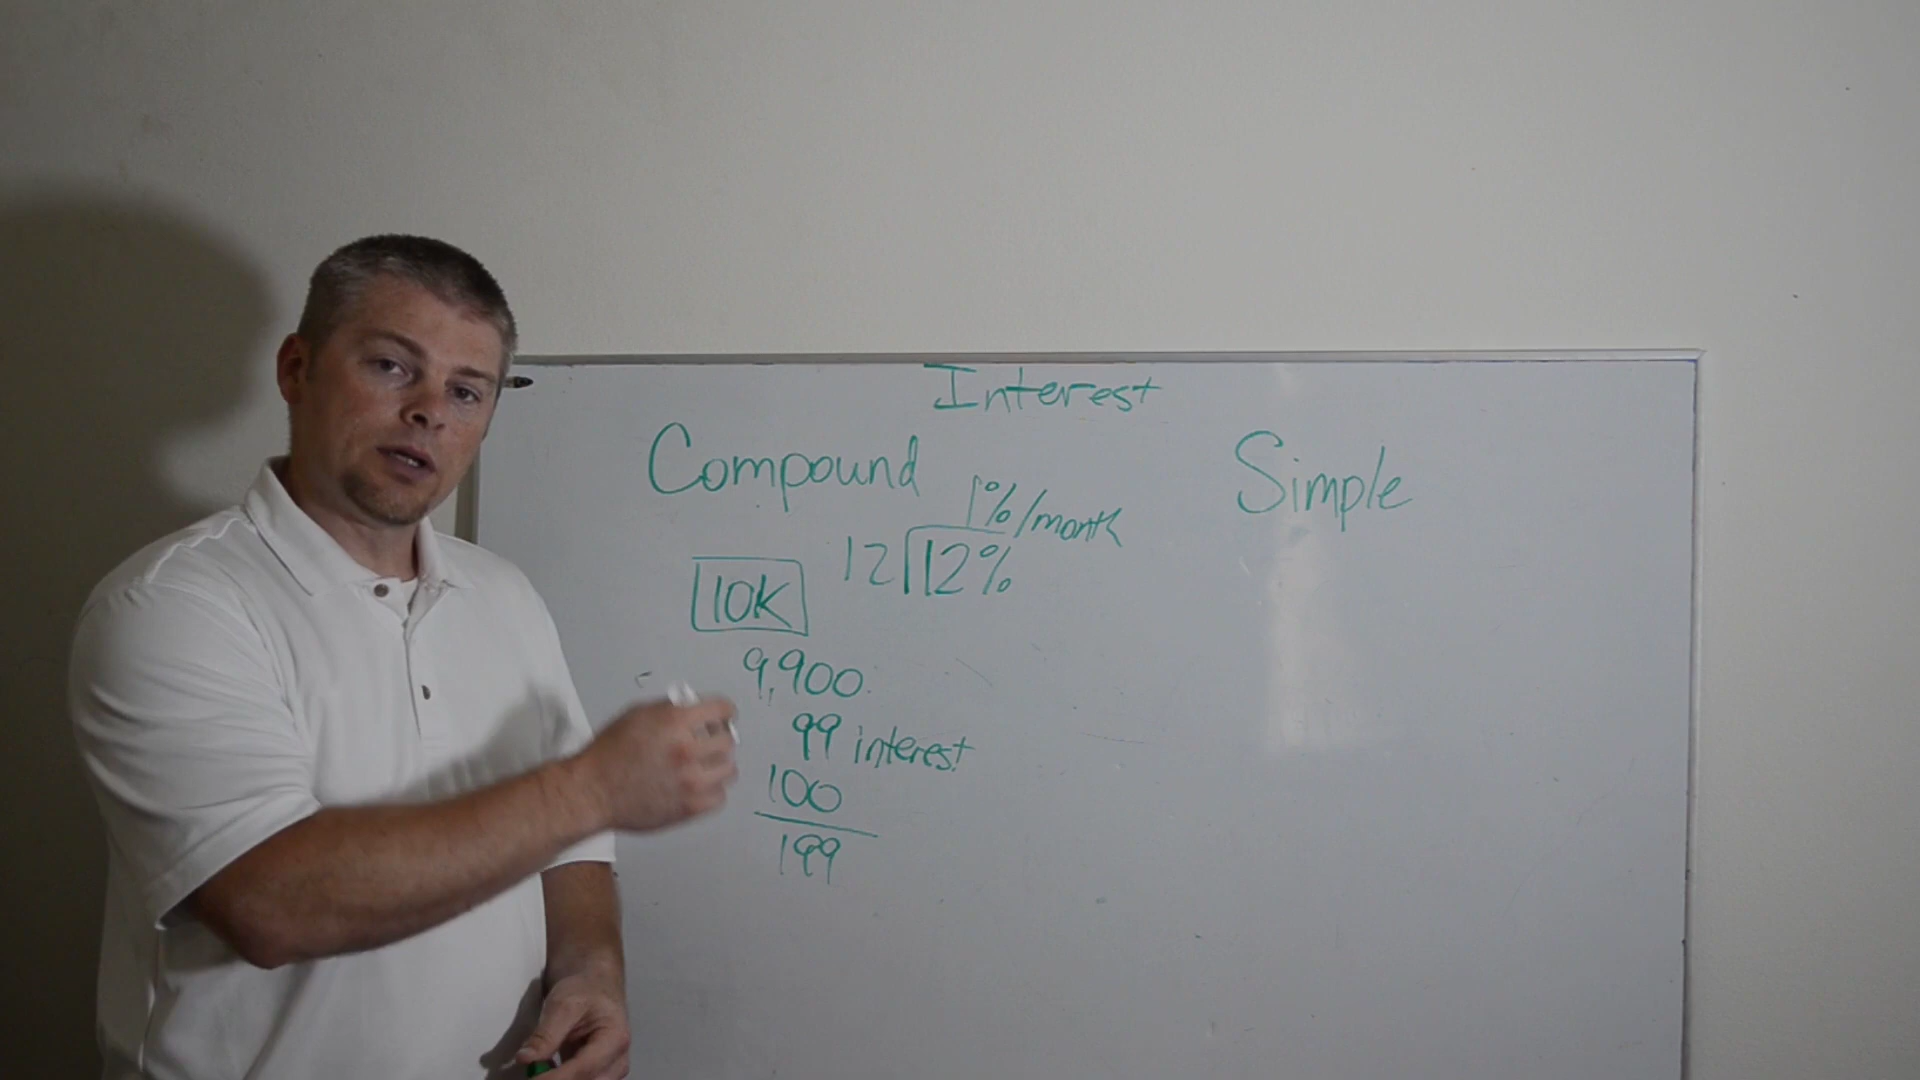 Interest
Compound
Simple
1%/month
12 12%
10K
9,900
99 interest
100
199